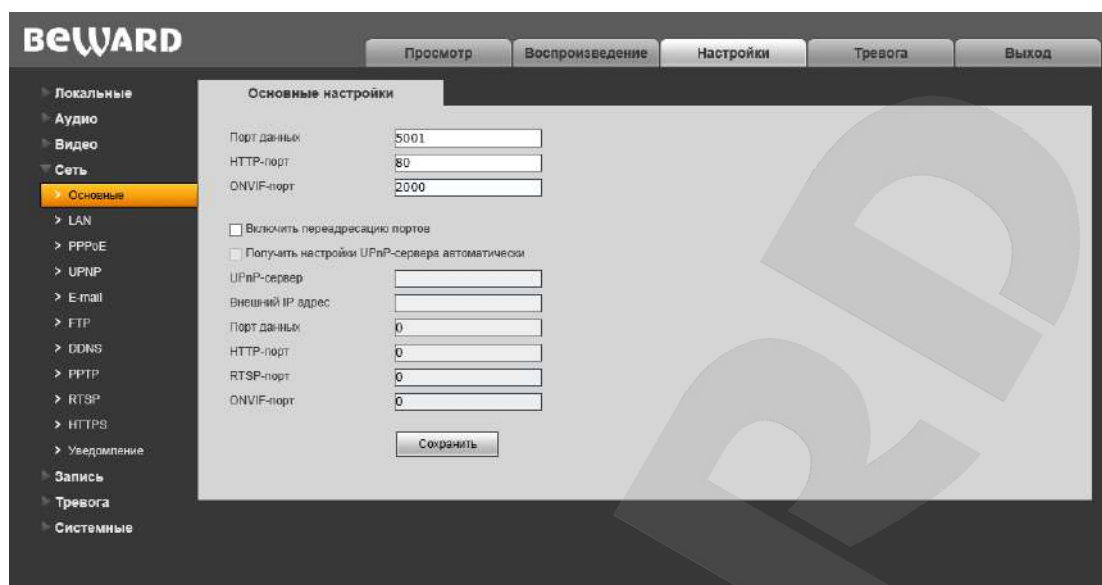 BEWARD
Просмотр
Воспроизведение
Настройки
Тревога
Выход
Локальные
Аудио
Видео
Сеть
Основные
LAN
PPPoE
UPNP
E-mail
FTP
DDNS
PPTP
RTSP
HTTPS
Уведомление
Запись
Тревога
Системные
Основные настройки
Порт данных 5001
HTTP-порт 80
ONVIF-порт 2000
Включить переадресацию портов
Получить настройки UPnP-сервера автоматически
UPnP-сервер
Внешний IP адрес
Порт данных 0
HTTP-порт 0
RTSP-порт 0
ONVIF-порт 0
Сохранить